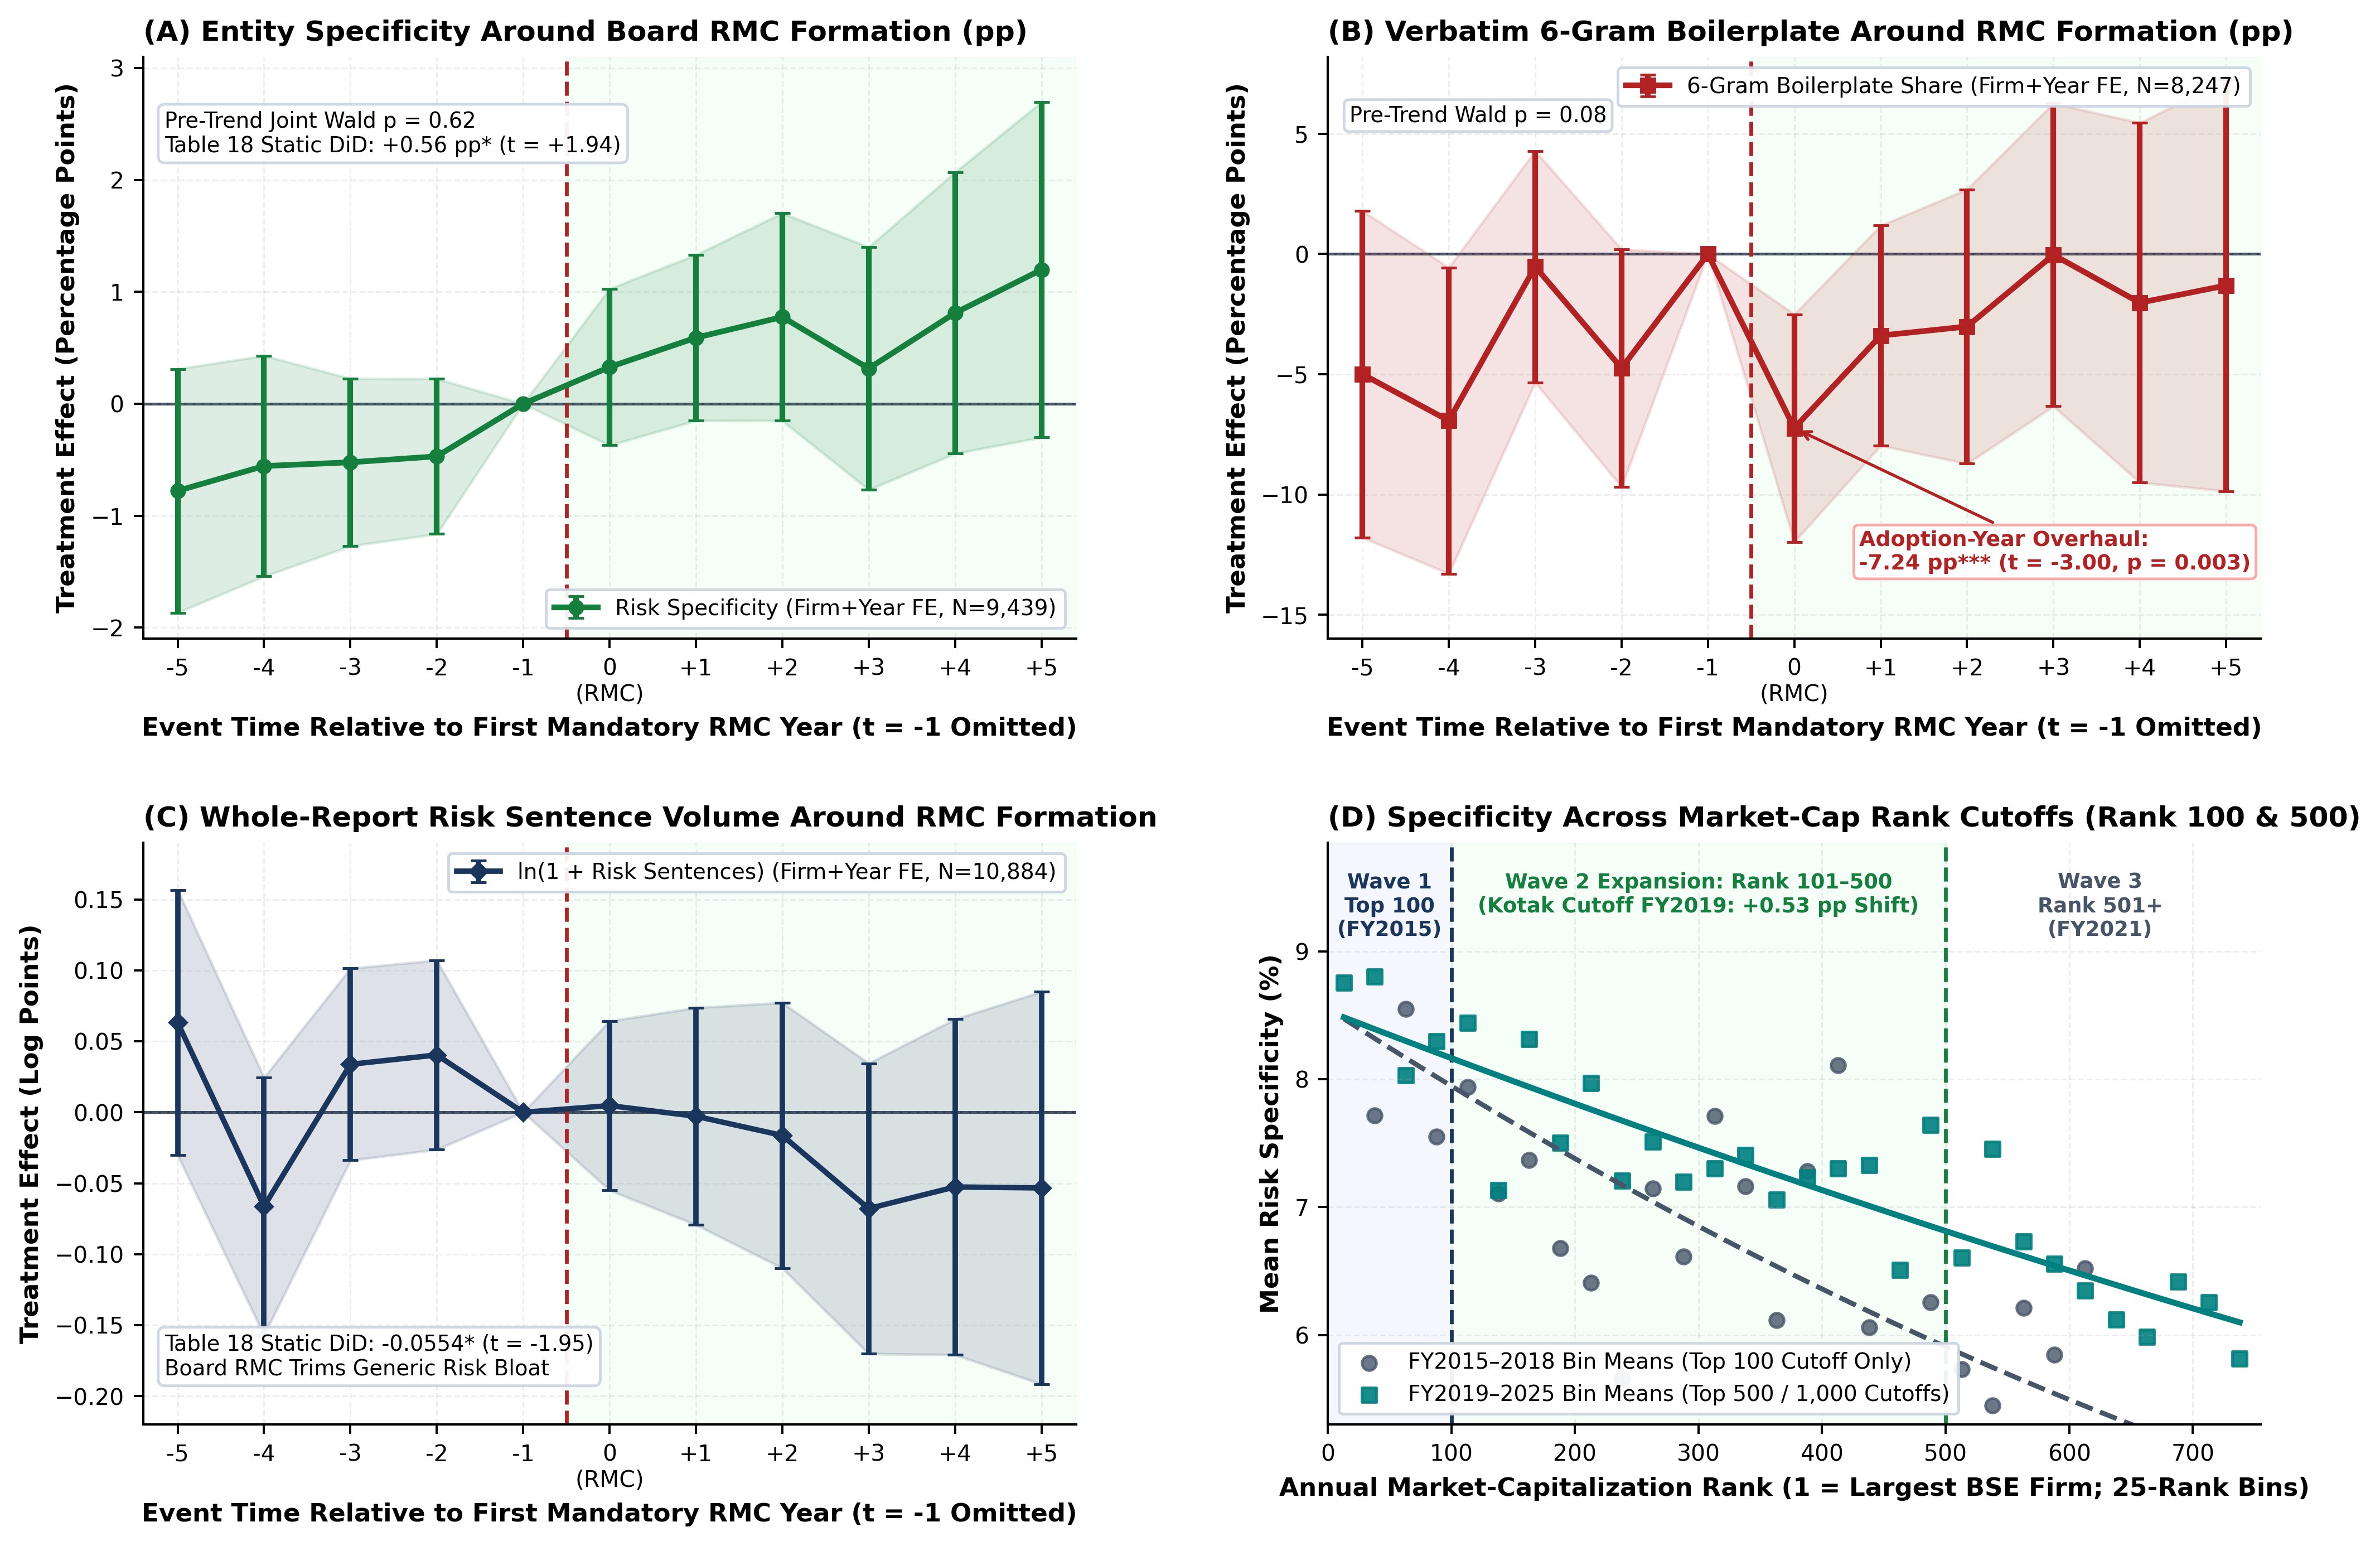 (A) Entity Specificity Around Board RMC Formation (pp)
Treatment Effect (Percentage Points)
3
2
1
0
−1
−2
Pre-Trend Joint Wald p = 0.62
Table 18 Static DiD: +0.56 pp* (t = +1.94)
Risk Specificity (Firm+Year FE, N=9,439)
-5
-4
-3
-2
-1
0
(RMC)
+1
+2
+3
+4
+5
Event Time Relative to First Mandatory RMC Year (t = -1 Omitted)
(B) Verbatim 6-Gram Boilerplate Around RMC Formation (pp)
Treatment Effect (Percentage Points)
5
0
−5
−10
−15
6-Gram Boilerplate Share (Firm+Year FE, N=8,247)
Pre-Trend Wald p = 0.08
Adoption-Year Overhaul:
-7.24 pp*** (t = -3.00, p = 0.003)
-5
-4
-3
-2
-1
0
(RMC)
+1
+2
+3
+4
+5
Event Time Relative to First Mandatory RMC Year (t = -1 Omitted)
(C) Whole-Report Risk Sentence Volume Around RMC Formation
Treatment Effect (Log Points)
0.15
0.10
0.05
0.00
−0.05
−0.10
−0.15
−0.20
ln(1 + Risk Sentences) (Firm+Year FE, N=10,884)
Table 18 Static DiD: -0.0554* (t = -1.95)
Board RMC Trims Generic Risk Bloat
-5
-4
-3
-2
-1
0
(RMC)
+1
+2
+3
+4
+5
Event Time Relative to First Mandatory RMC Year (t = -1 Omitted)
(D) Specificity Across Market-Cap Rank Cutoffs (Rank 100 & 500)
Mean Risk Specificity (%)
9
8
7
6
Wave 1
Top 100
(FY2015)
Wave 2 Expansion: Rank 101–500
(Kotak Cutoff FY2019: +0.53 pp Shift)
Wave 3
Rank 501+
(FY2021)
FY2015–2018 Bin Means (Top 100 Cutoff Only)
FY2019–2025 Bin Means (Top 500 / 1,000 Cutoffs)
0
100
200
300
400
500
600
700
Annual Market-Capitalization Rank (1 = Largest BSE Firm; 25-Rank Bins)